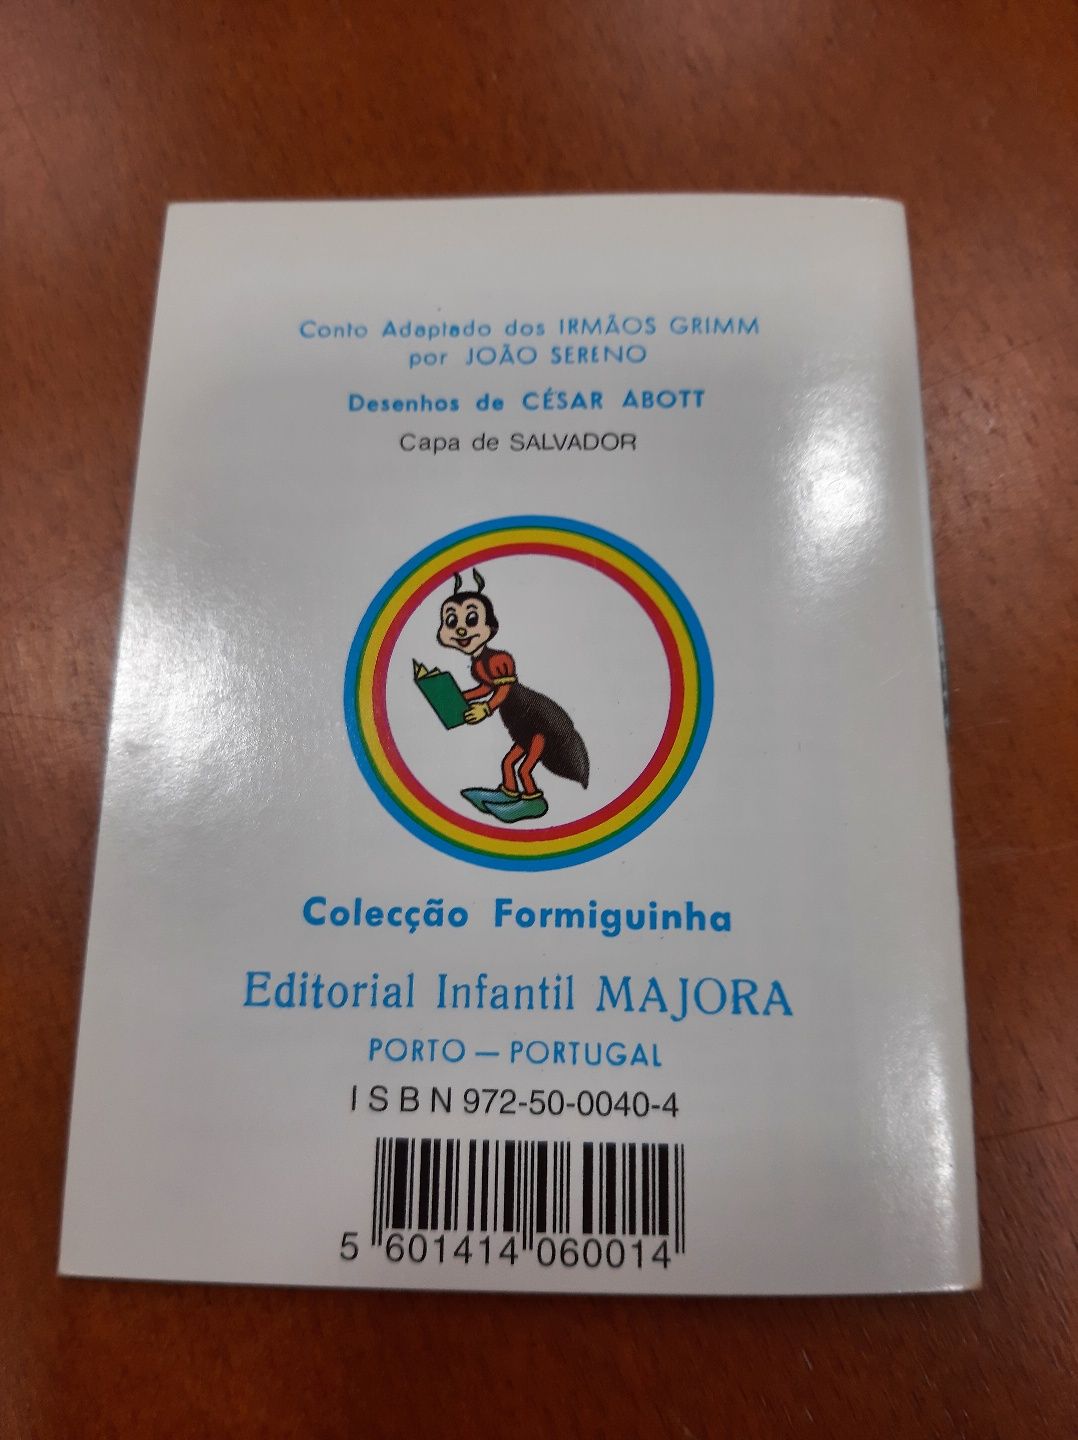 Conto Adaptado dos IRMÃOS GRIMM
por JOÃO SERENO
Desenhos de CÉSAR ABOTT
Capa de SALVADOR
Colecção Formiguinha
Editorial Infantil MAJORA
PORTO — PORTUGAL
ISBN 972-50-0040-4
5 601414 060014